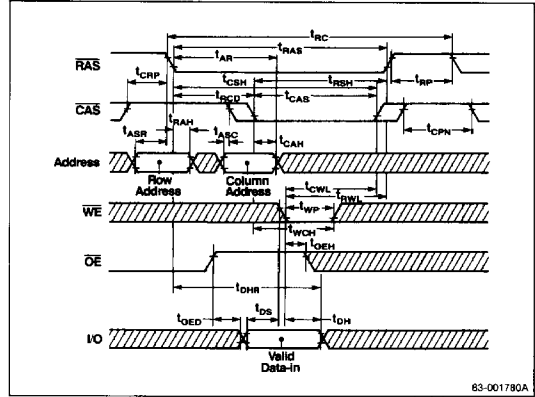 tRC
tRAS
tAR
RAS
tCRP
tCSH
tRSH
tRP
tRCD
tCAS
CAS
tRAH
tCPN
tASR
tASC
tCAH
Address
Row Address
Column Address
tCWL
tRWL
tWP
WE
tWCH
tOEH
OE
tDHR
tOED
tDS
tDH
I/O
Valid Data-in
83-001780A